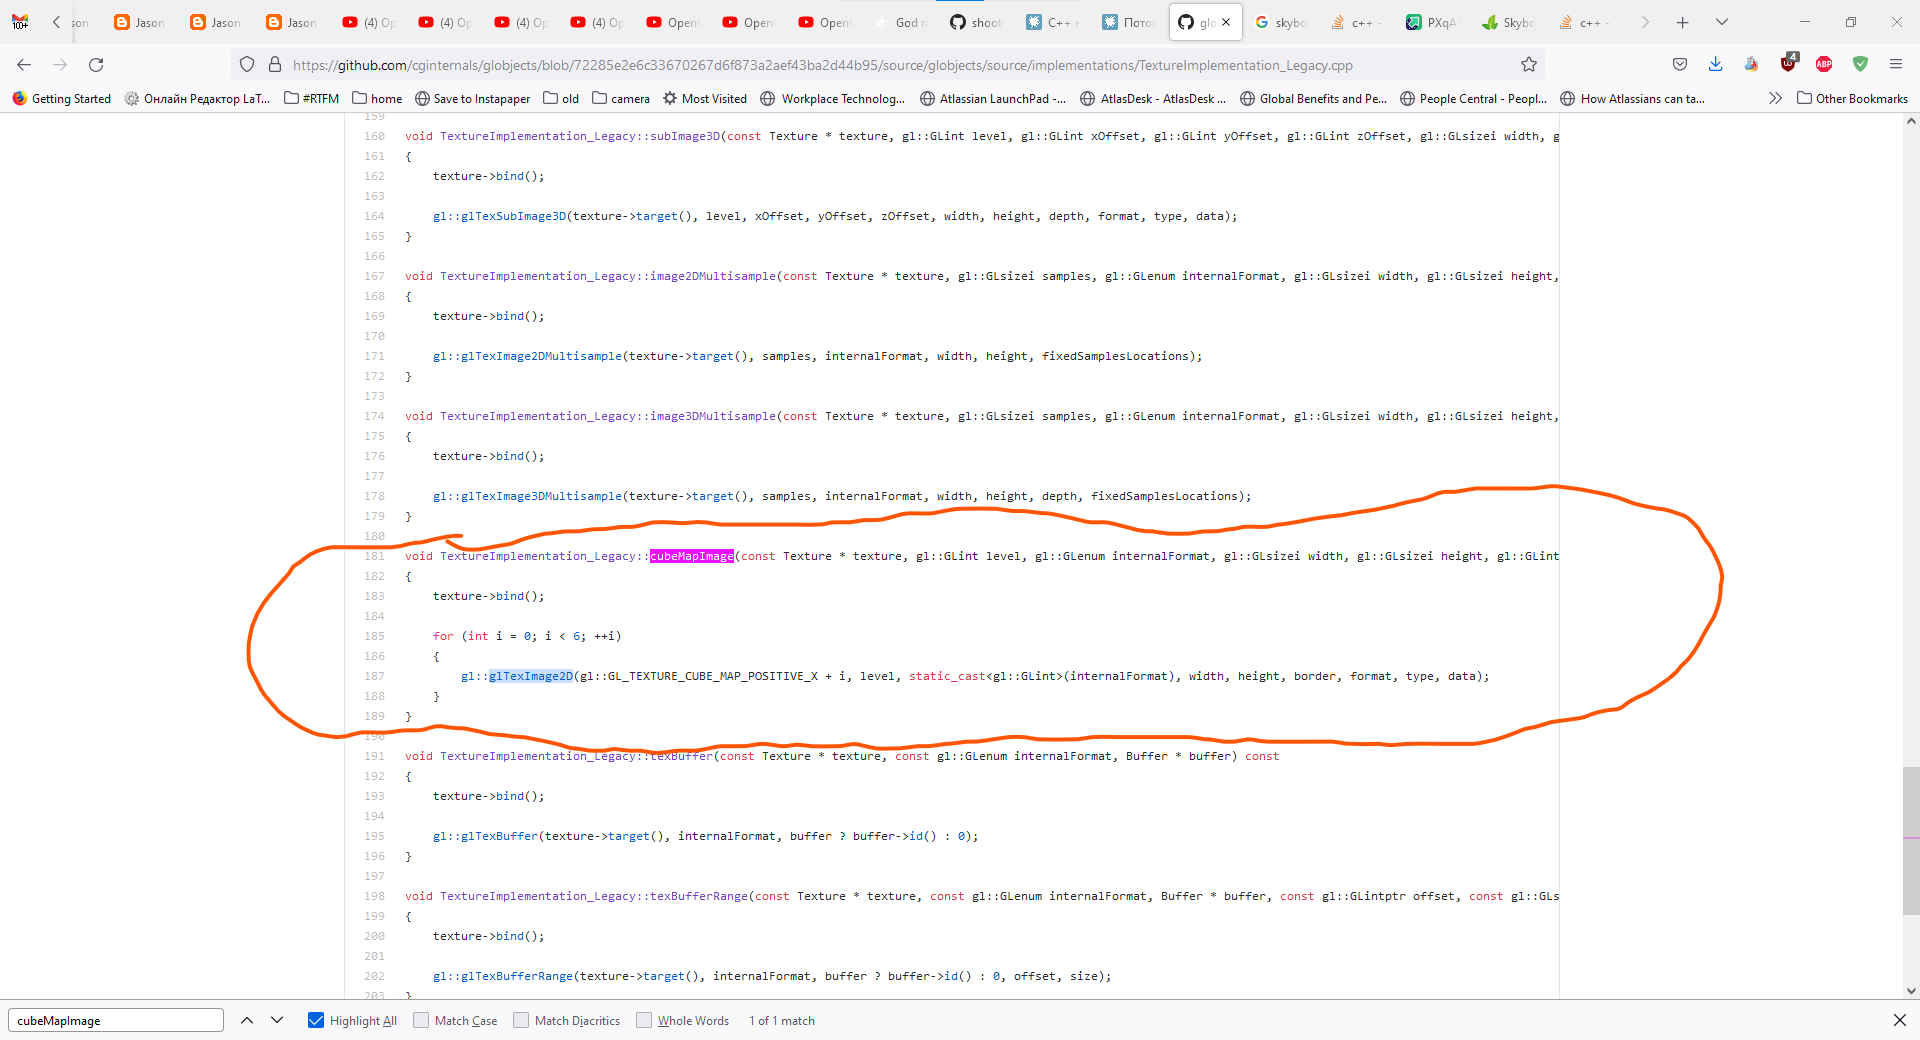 100+
son
Jason
Jason
Jason
(4) Op
(4) Op
(4) Op
(4) Op
Open
Open
Open
God ra
shoot
C++ н
Пото
glo
skybo
c++ -
PXqA
Skybo
c++ -
https://github.com/cginternals/globjects/blob/72285e2e6c33670267d6f873a2aef43ba2d44b95/source/globjects/source/implementations/TextureImplementation_Legacy.cpp
4
ABP
Getting Started
Онлайн Редактор LaT...
#RTFM
home
Save to Instapaper
old
camera
Most Visited
Workplace Technolog...
Atlassian LaunchPad -...
AtlasDesk - AtlasDesk ...
Global Benefits and Pe...
People Central - Peopl...
How Atlassians can ta...
Other Bookmarks
159
160 void TextureImplementation_Legacy::subImage3D(const Texture * texture, gl::GLint level, gl::GLint xOffset, gl::GLint yOffset, gl::GLint zOffset, gl::GLsizei width, g
161 {
162 texture->bind();
163
164 gl::glTexSubImage3D(texture->target(), level, xOffset, yOffset, zOffset, width, height, depth, format, type, data);
165 }
166
167 void TextureImplementation_Legacy::image2DMultisample(const Texture * texture, gl::GLsizei samples, gl::GLenum internalFormat, gl::GLsizei width, gl::GLsizei height,
168 {
169 texture->bind();
170
171 gl::glTexImage2DMultisample(texture->target(), samples, internalFormat, width, height, fixedSamplesLocations);
172 }
173
174 void TextureImplementation_Legacy::image3DMultisample(const Texture * texture, gl::GLsizei samples, gl::GLenum internalFormat, gl::GLsizei width, gl::GLsizei height,
175 {
176 texture->bind();
177
178 gl::glTexImage3DMultisample(texture->target(), samples, internalFormat, width, height, depth, fixedSamplesLocations);
179 }
180
181 void TextureImplementation_Legacy::cubeMapImage(const Texture * texture, gl::GLint level, gl::GLenum internalFormat, gl::GLsizei width, gl::GLsizei height, gl::GLint
182 {
183 texture->bind();
184
185 for (int i = 0; i < 6; ++i)
186 {
187 gl::glTexImage2D(gl::GL_TEXTURE_CUBE_MAP_POSITIVE_X + i, level, static_cast<gl::GLint>(internalFormat), width, height, border, format, type, data);
188 }
189 }
190
191 void TextureImplementation_Legacy::texBuffer(const Texture * texture, const gl::GLenum internalFormat, Buffer * buffer) const
192 {
193 texture->bind();
194
195 gl::glTexBuffer(texture->target(), internalFormat, buffer ? buffer->id() : 0);
196 }
197
198 void TextureImplementation_Legacy::texBufferRange(const Texture * texture, const gl::GLenum internalFormat, Buffer * buffer, const gl::GLintptr offset, const gl::GLs
199 {
200 texture->bind();
201
202 gl::glTexBufferRange(texture->target(), internalFormat, buffer ? buffer->id() : 0, offset, size);
203 }
cubeMapImage
Highlight All
Match Case
Match Diacritics
Whole Words
1 of 1 match